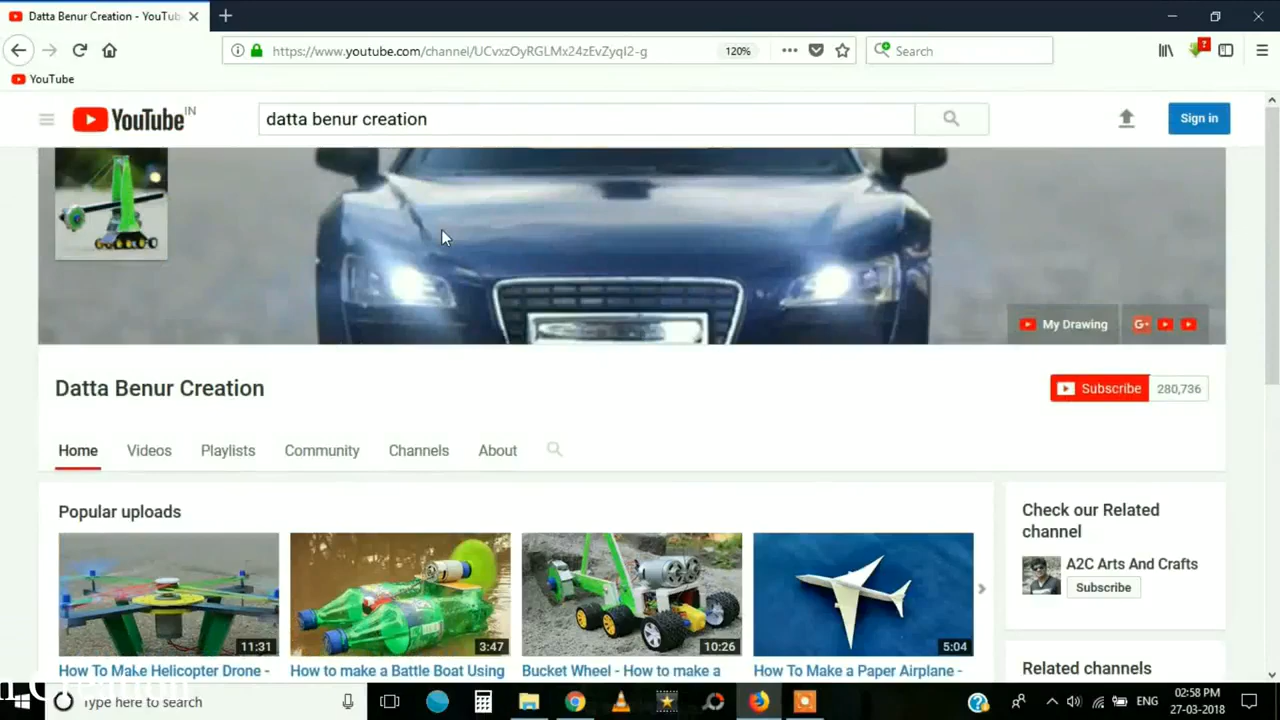 Datta Benur Creation - YouTub
https://www.youtube.com/channel/UCvxzOyRGLMx24zEvZyqI2-g
120%
Search
YouTube
YouTube IN
datta benur creation
Sign in
My Drawing
G+
Datta Benur Creation
Subscribe 280,736
Home Videos Playlists Community Channels About
Popular uploads
11:31
3:47
10:26
5:04
How To Make Helicopter Drone -
How to make a Battle Boat Using
Bucket Wheel - How to make a
How To Make a Paper Airplane -
Check our Related
channel
A2C Arts And Crafts
Subscribe
Related channels
Type here to search
ENG
02:58 PM
27-03-2018